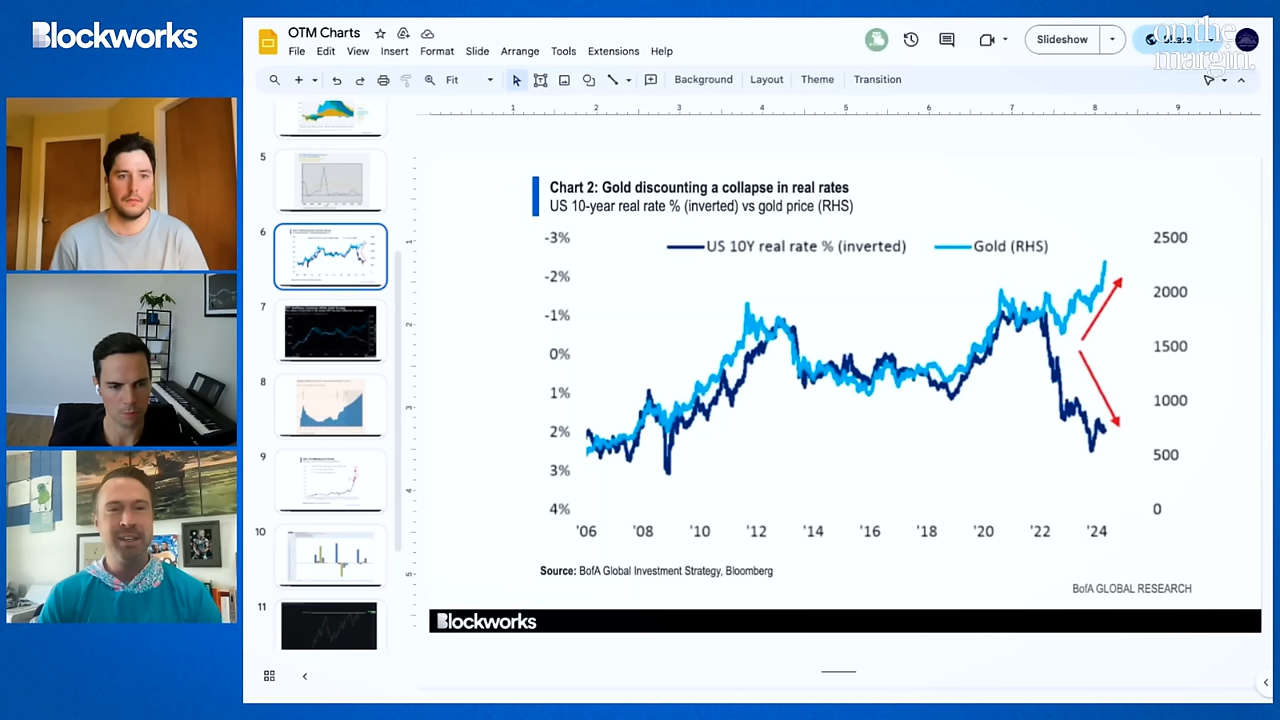 Blockworks
OTM Charts
File Edit View Insert Format Slide Arrange Tools Extensions Help
Slideshow
on the
margin.
Fit
Background Layout Theme Transition
1 2 3 4 5 6 7 8 9
5
6
7
8
9
10
11
1
2
3
4
5
Chart 2: Gold discounting a collapse in real rates
US 10-year real rate % (inverted) vs gold price (RHS)
US 10Y real rate % (inverted)
Gold (RHS)
-3%
-2%
-1%
0%
1%
2%
3%
4%
2500
2000
1500
1000
500
0
'06 '08 '10 '12 '14 '16 '18 '20 '22 '24
Source: BofA Global Investment Strategy, Bloomberg
BofA GLOBAL RESEARCH
Blockworks